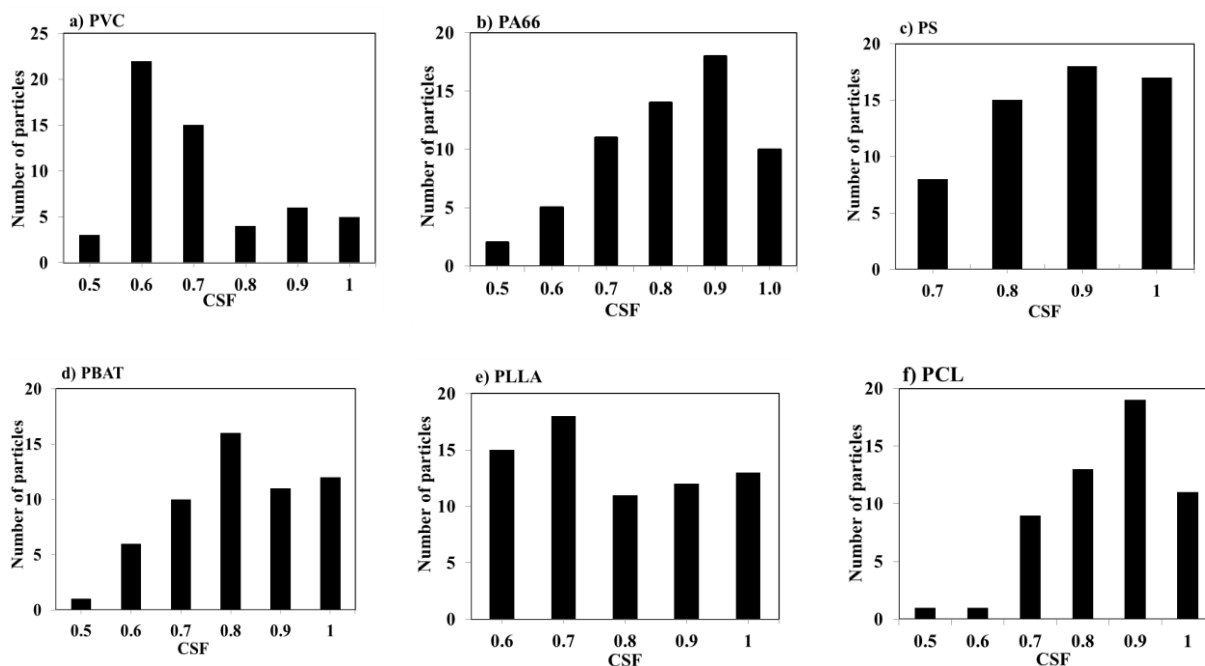 a) PVC
Number of particles
25
20
15
10
5
0
0.5 0.6 0.7 0.8 0.9 1
CSF
b) PA66
Number of particles
20
15
10
5
0
0.5 0.6 0.7 0.8 0.9 1.0
CSF
c) PS
Number of particles
20
15
10
5
0
0.7 0.8 0.9 1
CSF
d) PBAT
Number of particles
20
15
10
5
0
0.5 0.6 0.7 0.8 0.9 1
CSF
e) PLLA
Number of particles
20
15
10
5
0
0.6 0.7 0.8 0.9 1
CSF
f) PCL
Number of particles
20
15
10
5
0
0.5 0.6 0.7 0.8 0.9 1
CSF